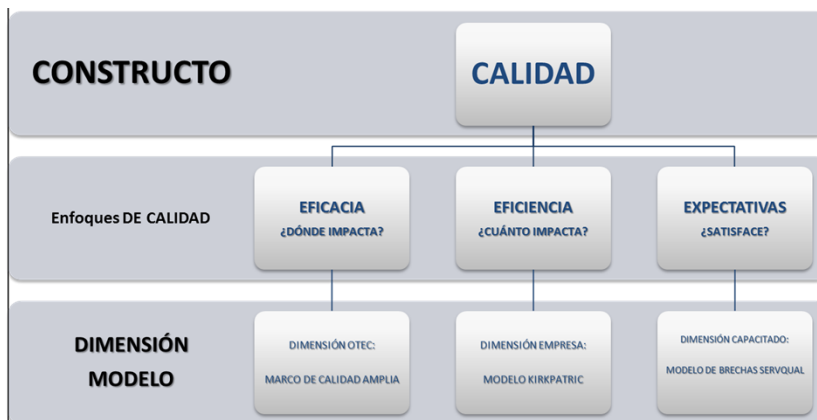 CONSTRUCTO
CALIDAD
Enfoques DE CALIDAD
EFICACIA
¿DÓNDE IMPACTA?
EFICIENCIA
¿CUÁNTO IMPACTA?
EXPECTATIVAS
¿SATISFACE?
DIMENSIÓN
MODELO
DIMENSIÓN OTEC:
MARCO DE CALIDAD AMPLIA
DIMENSIÓN EMPRESA:
MODELO KIRKPATRIC
DIMENSIÓN CAPACITADO:
MODELO DE BRECHAS SERVQUAL